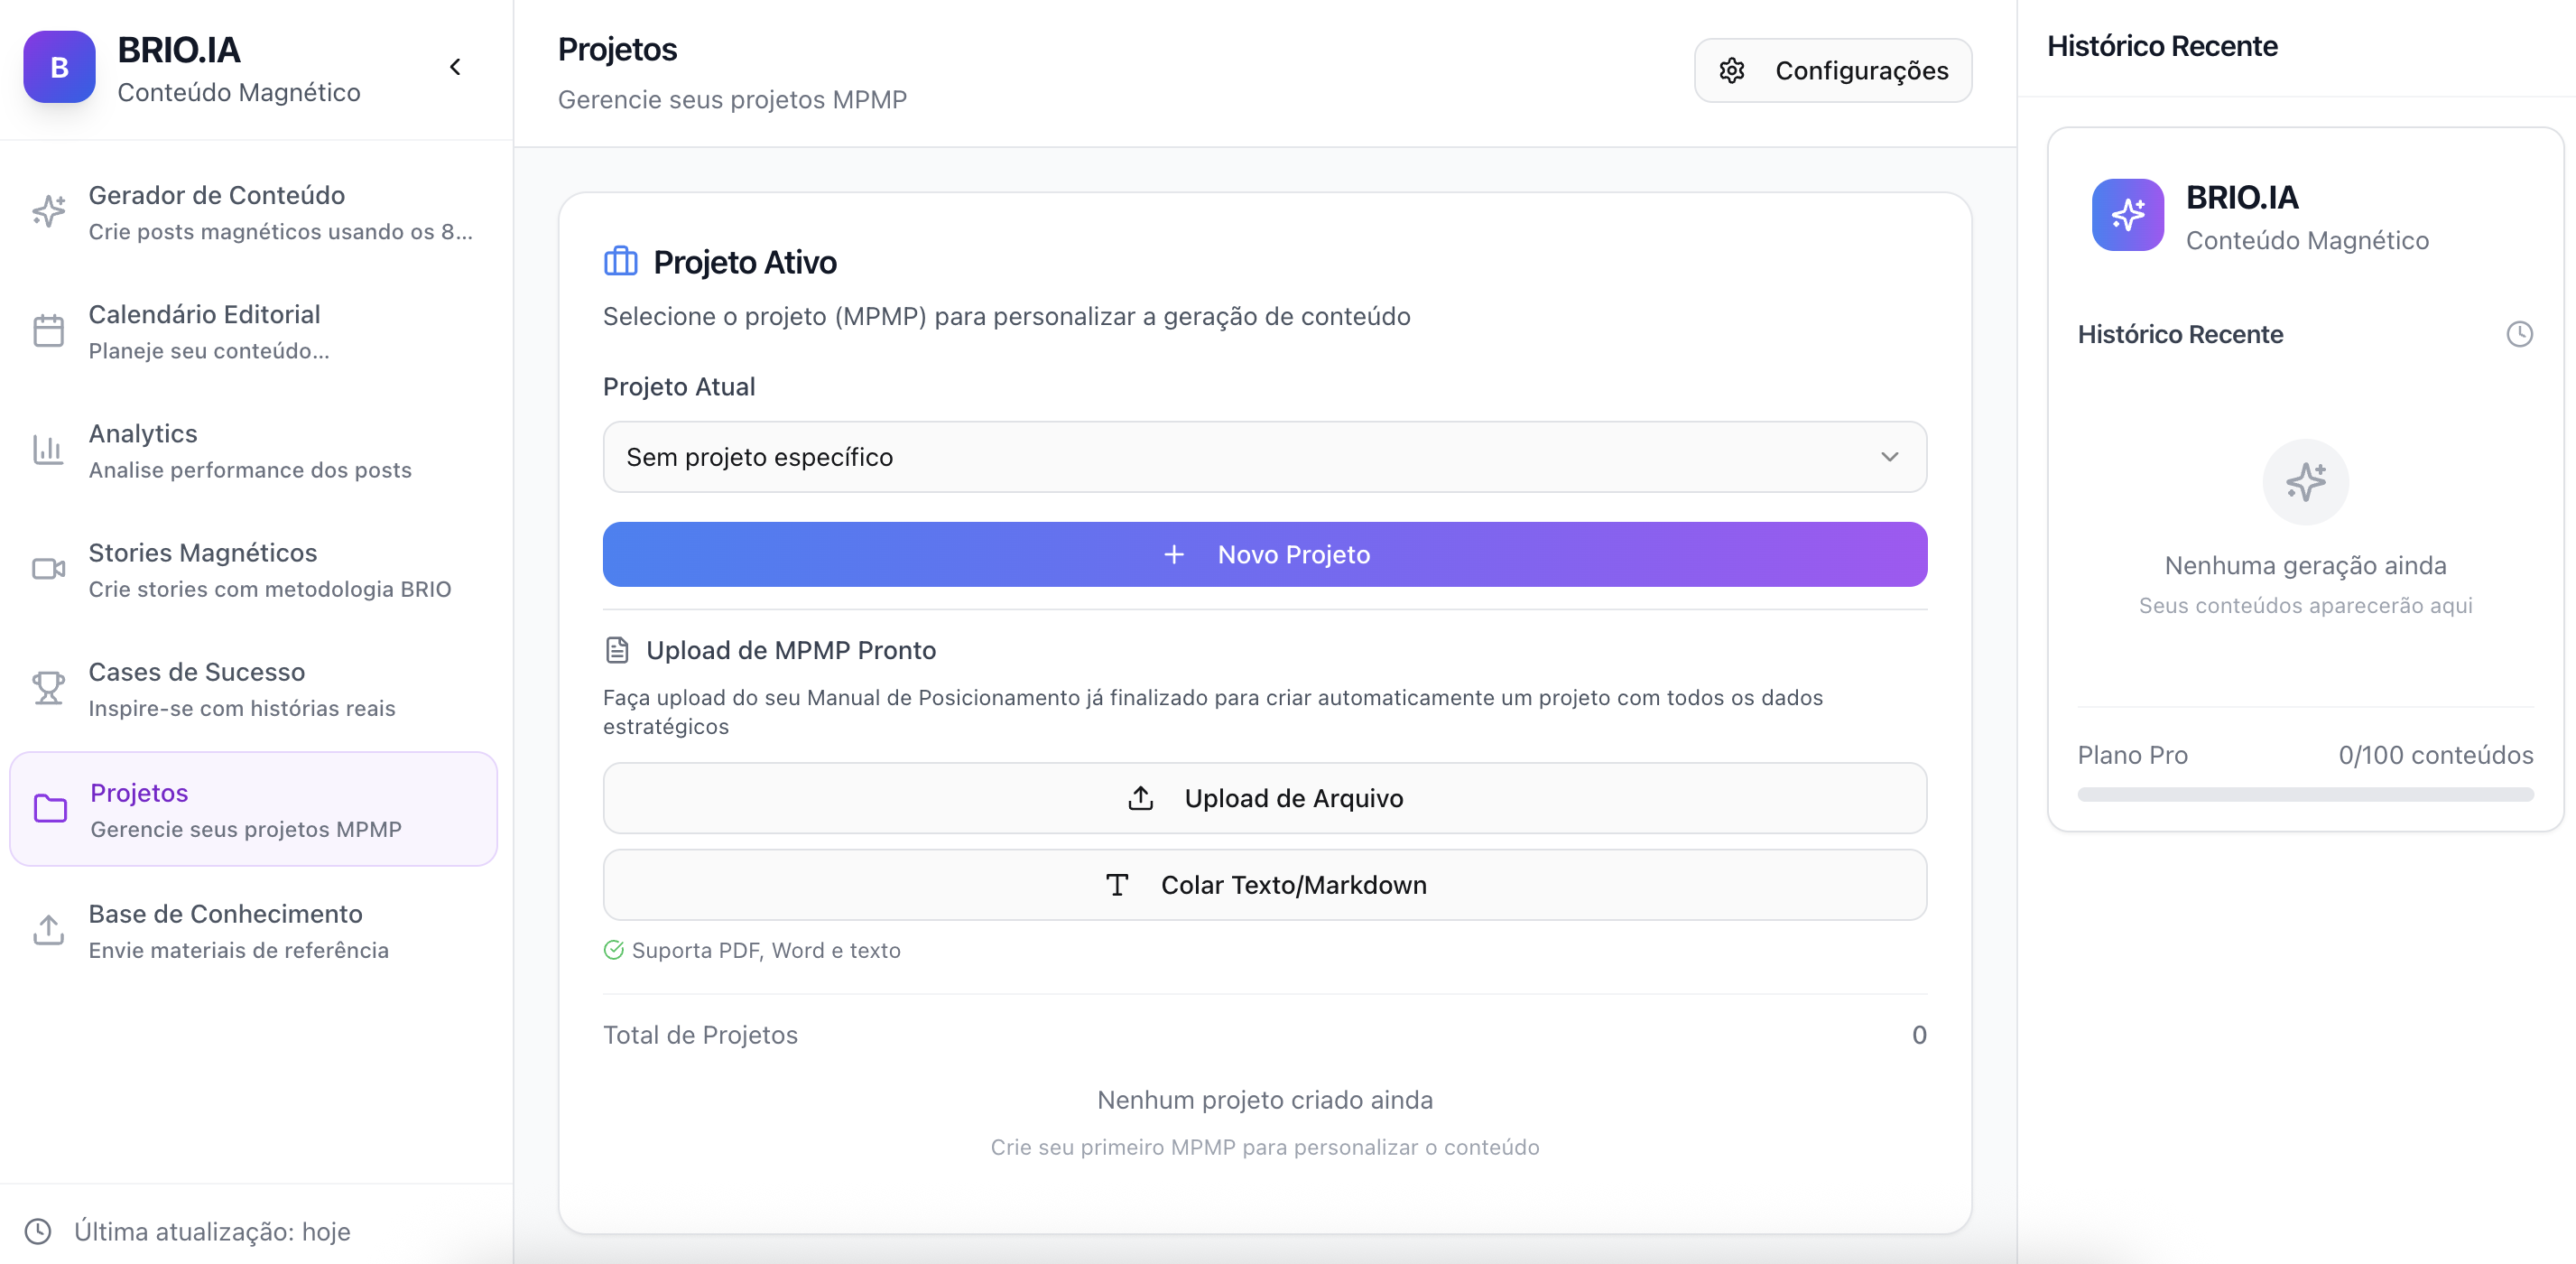 B
BRIO.IA
Conteúdo Magnético
Gerador de Conteúdo
Crie posts magnéticos usando os 8...
Calendário Editorial
Planeje seu conteúdo...
Analytics
Analise performance dos posts
Stories Magnéticos
Crie stories com metodologia BRIO
Cases de Sucesso
Inspire-se com histórias reais
Projetos
Gerencie seus projetos MPMP
Base de Conhecimento
Envie materiais de referência
Última atualização: hoje
Projetos
Gerencie seus projetos MPMP
Configurações
Projeto Ativo
Selecione o projeto (MPMP) para personalizar a geração de conteúdo
Projeto Atual
Sem projeto específico
Novo Projeto
Upload de MPMP Pronto
Faça upload do seu Manual de Posicionamento já finalizado para criar automaticamente um projeto com todos os dados
estratégicos
Upload de Arquivo
Colar Texto/Markdown
Suporta PDF, Word e texto
Total de Projetos 0
Nenhum projeto criado ainda
Crie seu primeiro MPMP para personalizar o conteúdo
Histórico Recente
BRIO.IA
Conteúdo Magnético
Histórico Recente
Nenhuma geração ainda
Seus conteúdos aparecerão aqui
Plano Pro 0/100 conteúdos